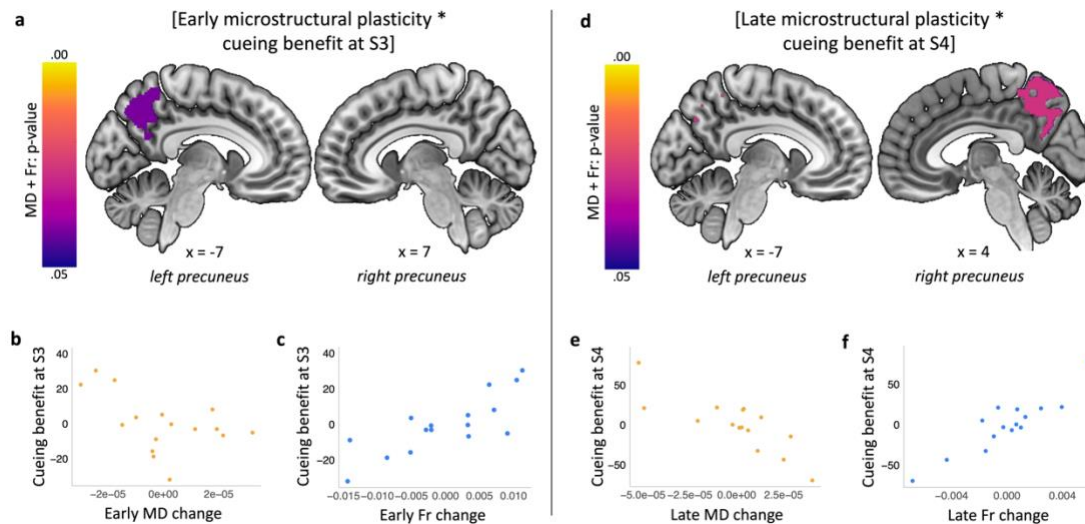 a
[Early microstructural plasticity *
cueing benefit at S3]
.00
MD + Fr: p-value
.05
x = -7
left precuneus
x = 7
right precuneus
b
40
20
0
−20
Cueing benefit at S3
−2e−05
0e+00
2e−05
Early MD change
c
40
20
0
−20
Cueing benefit at S3
−0.015
−0.010
−0.005
0.000
0.005
0.010
Early Fr change
d
[Late microstructural plasticity *
cueing benefit at S4]
.00
MD + Fr: p-value
.05
x = -7
left precuneus
x = 4
right precuneus
e
50
0
−50
Cueing benefit at S4
−5.0e−05
−2.5e−05
0.0e+00
2.5e−05
Late MD change
f
50
0
−50
Cueing benefit at S4
−0.004
0.000
0.004
Late Fr change